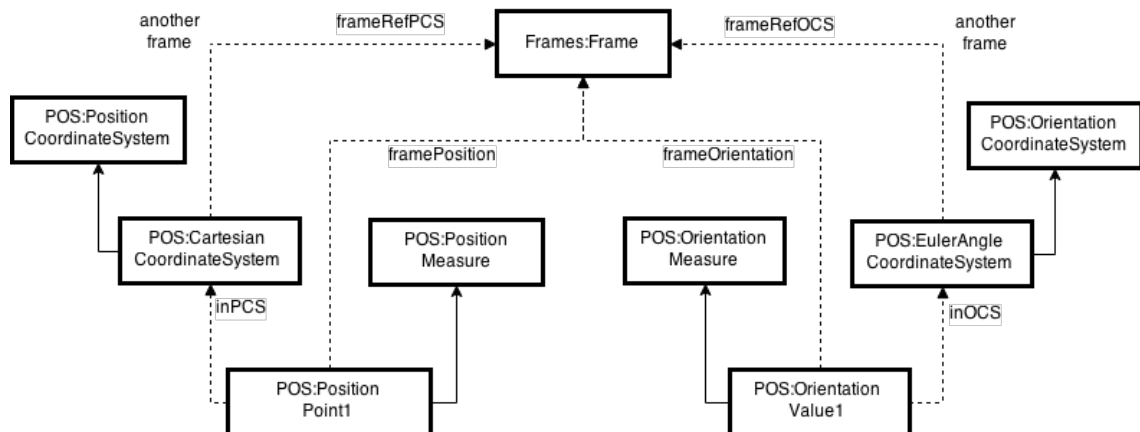 another
frame
frameRefPCS
Frames:Frame
frameRefOCS
another
frame
POS:Position
CoordinateSystem
POS:Orientation
CoordinateSystem
framePosition
frameOrientation
POS:Cartesian
CoordinateSystem
POS:Position
Measure
POS:Orientation
Measure
POS:EulerAngle
CoordinateSystem
inPCS
inOCS
POS:Position
Point1
POS:Orientation
Value1